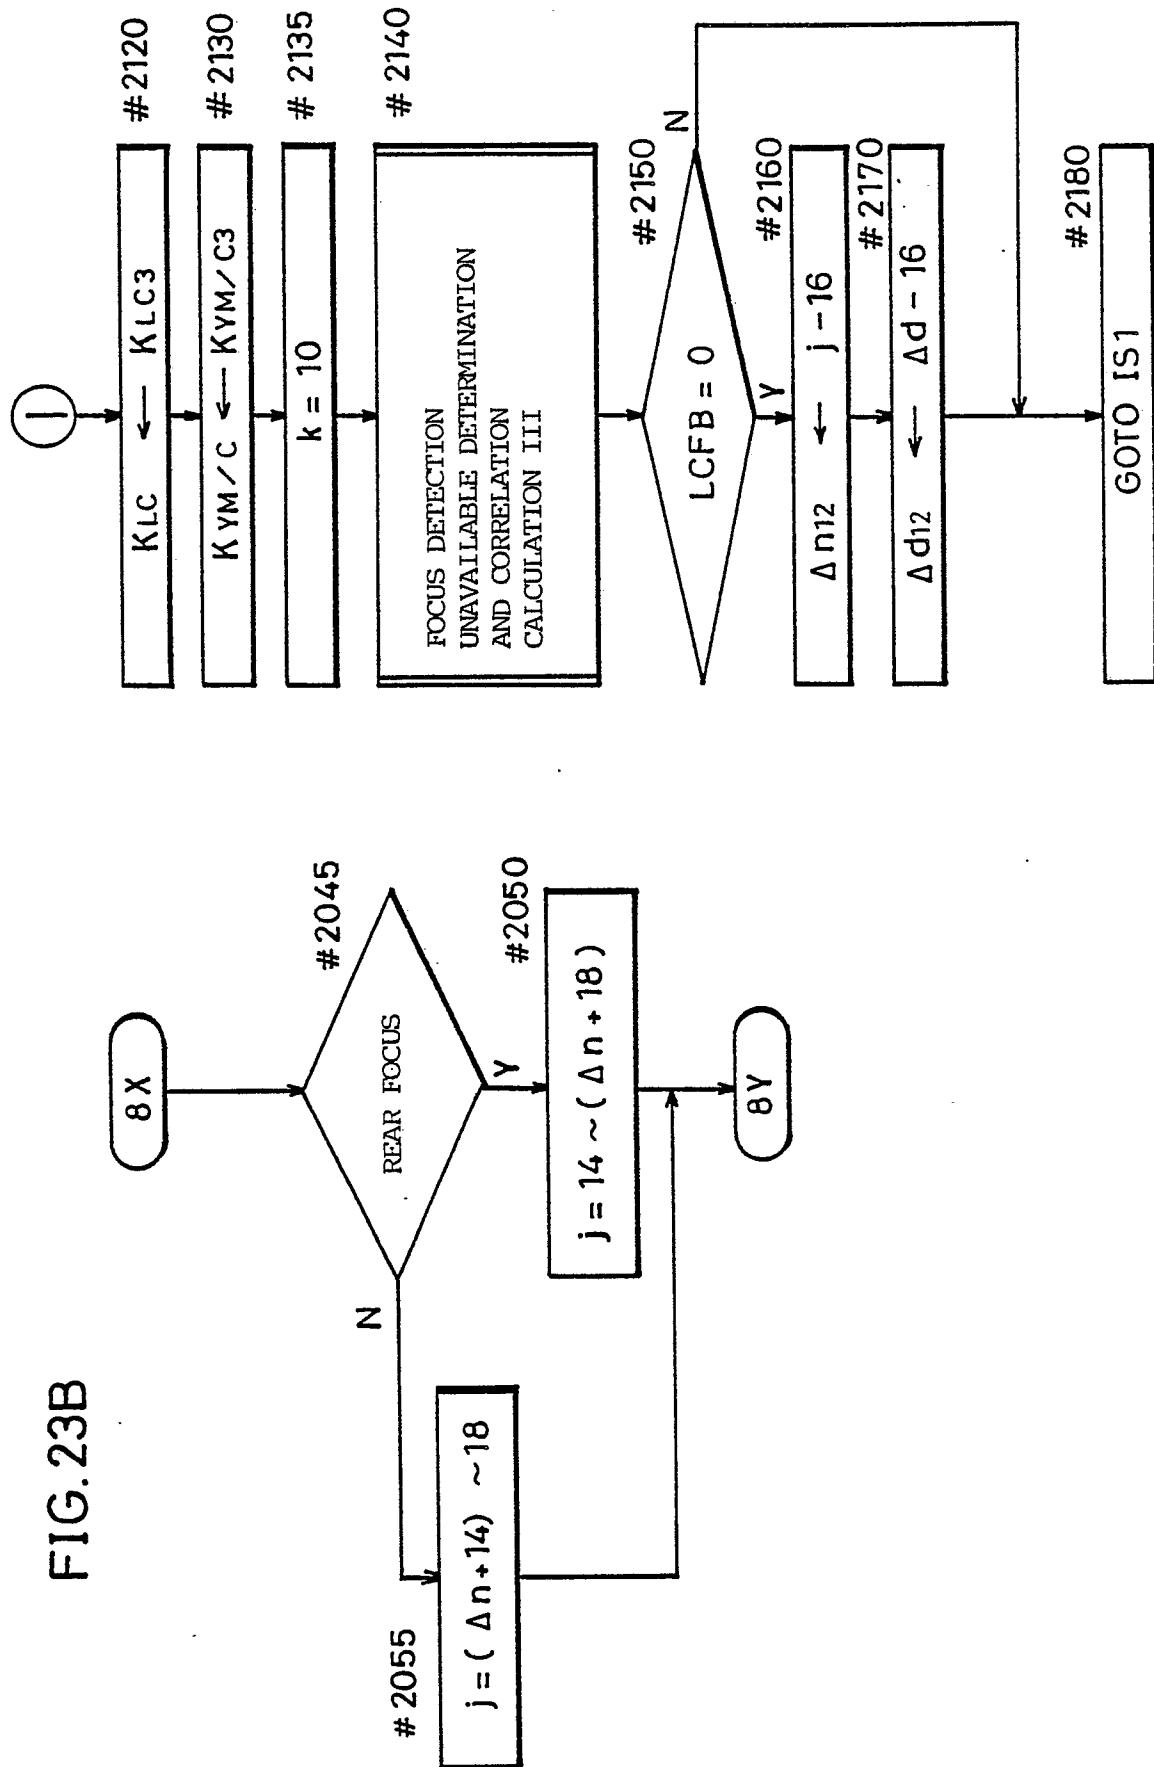 FIG. 23B
8X
#2045
REAR FOCUS
N
Y
#2055
j = ( Δn+14) ~18
#2050
j = 14 ~ ( Δn + 18 )
8Y
J
KLC ← KLC3
#2120
KYM/C ← KYM/C3
#2130
k = 10
#2135
FOCUS DETECTION
UNAVAILABLE DETERMINATION
AND CORRELATION
CALCULATION III
#2140
LCFB = 0
#2150
N
Y
Δn12 ← j -16
#2160
Δd12 ← Δd - 16
#2170
GOTO IS1
#2180